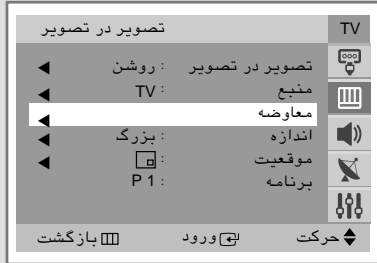 تصویر در تصویر TV
تصویر در تصویر : روشن
منبع : TV
معاوضه
اندازه : بزرگ
موقعیت :
برنامه : P 1
حرکت ورود بازگشت